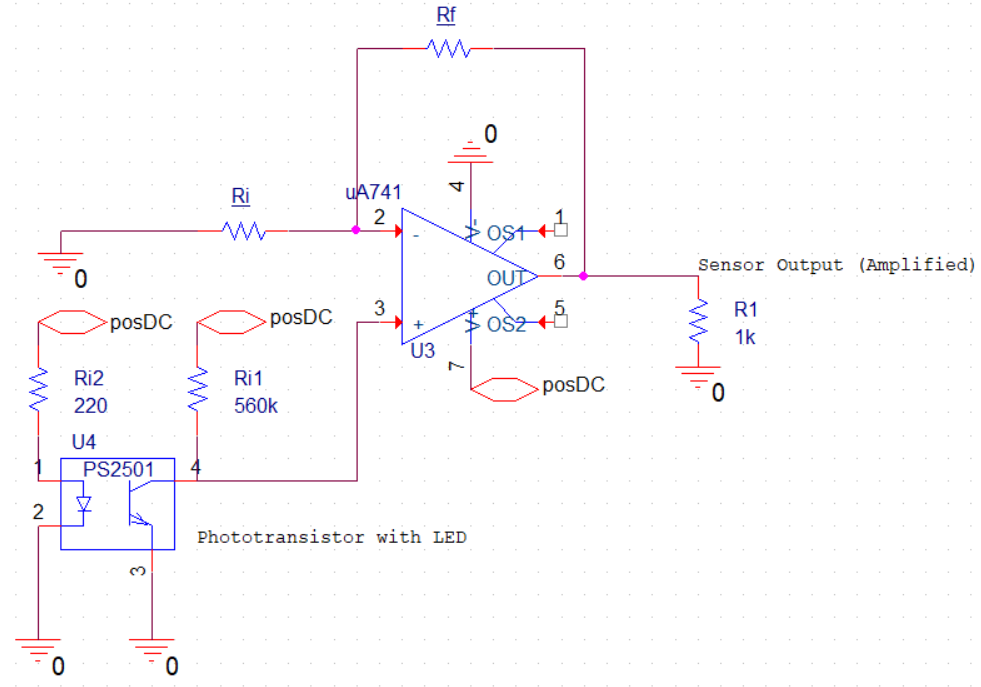 Rf
0
4
uA741
Ri
2
-
V-
OS1
1
0
OUT
6
Sensor Output (Amplified)
posDC
posDC
3
+
V+
OS2
5
U3
R1
1k
7
posDC
0
Ri2
220
Ri1
560k
U4
1
PS2501
4
2
Phototransistor with LED
3
0
0